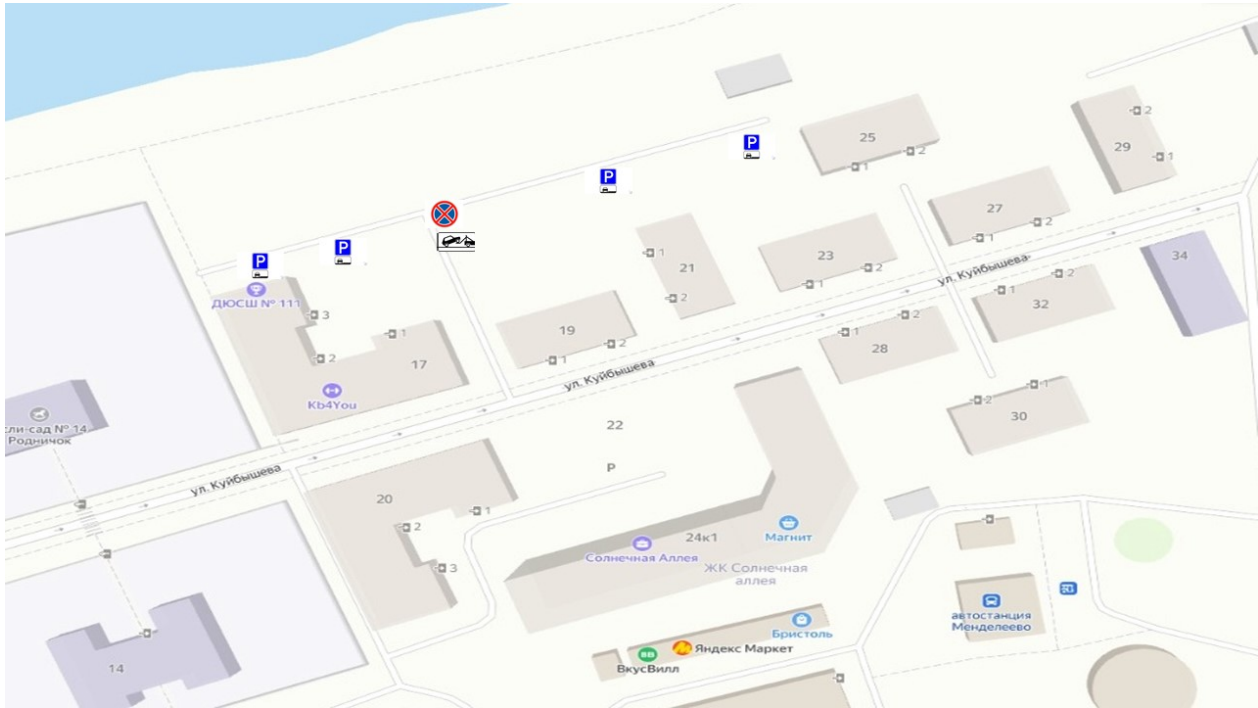 P
25
2
1
2
29
1
P
27
2
1
P
P
ДЮСШ № 111
3
2
1
17
Kb4You
1
21
2
23
2
1
ул. Куйбышева
34
19
2
1
2
1
28
2
1
32
ул. Куйбышева
22
P
1
2
30
сли-сад № 14
Родничок
ул. Куйбышева
20
1
2
3
24к1
Солнечная Аллея
Магнит
ЖК Солнечная
аллея
автостанция
Менделеево
Бристоль
Яндекс Маркет
ВВ
ВкусВилл
14